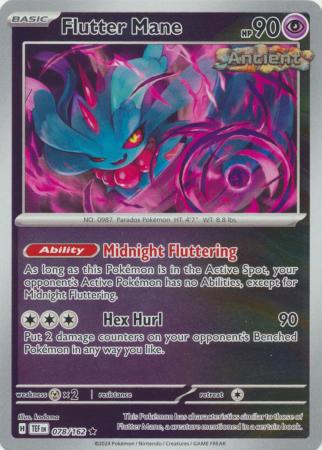 BASIC
Flutter Mane
HP 90
Ancient
NO. 0987 Paradox Pokémon HT: 4'7" WT: 8.8 lbs.
Ability Midnight Fluttering
As long as this Pokémon is in the Active Spot, your
opponent's Active Pokémon has no Abilities, except for
Midnight Fluttering.
Hex Hurl 90
Put 2 damage counters on your opponent's Benched
Pokémon in any way you like.
weakness ×2 resistance retreat
Illus. kodama
H TEF EN 078/162 ★
This Pokémon has characteristics similar to those of
Flutter Mane, a creature mentioned in a certain book.
©2024 Pokémon / Nintendo / Creatures / GAME FREAK